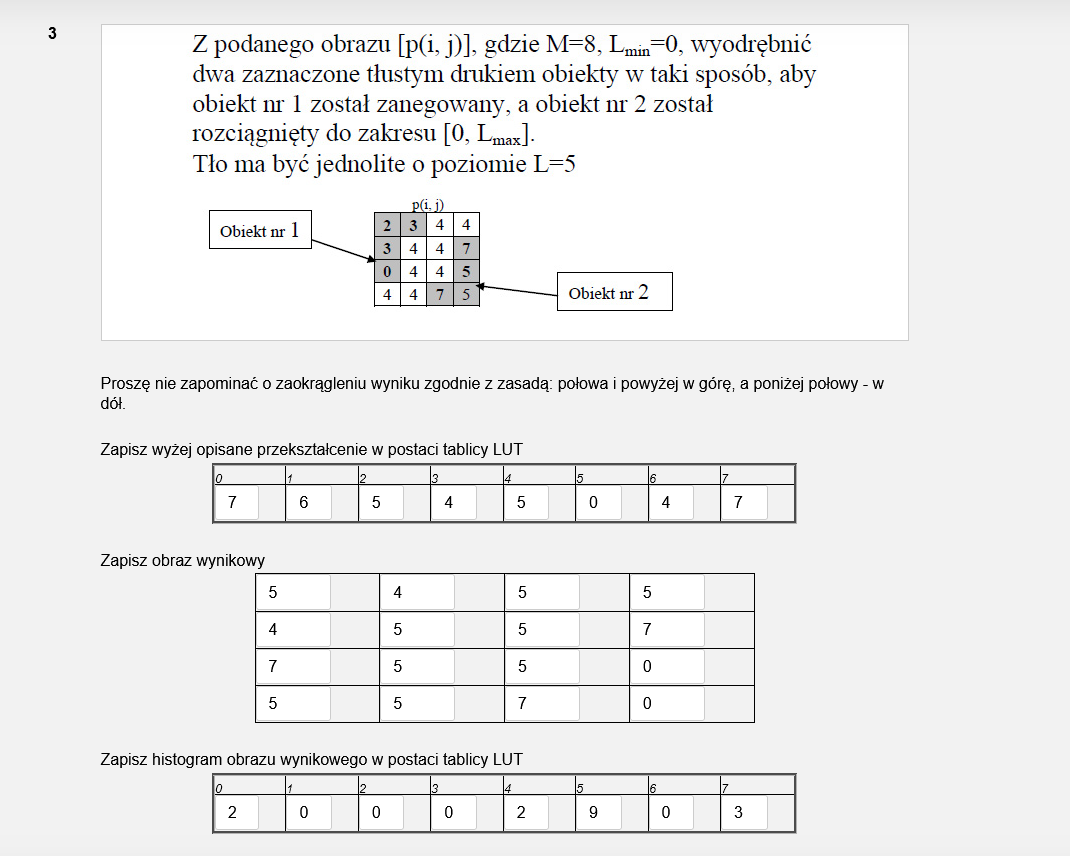 3
Z podanego obrazu [p(i, j)], gdzie M=8, Lmin=0, wyodrębnić
dwa zaznaczone tłustym drukiem obiekty w taki sposób, aby
obiekt nr 1 został zanegowany, a obiekt nr 2 został
rozciągnięty do zakresu [0, Lmax].
Tło ma być jednolite o poziomie L=5
p(i, j)
Obiekt nr 1
2 3 4 4
3 4 4 7
0 4 4 5
4 4 7 5
Obiekt nr 2
Proszę nie zapominać o zaokrągleniu wyniku zgodnie z zasadą: połowa i powyżej w górę, a poniżej połowy - w
dół.
Zapisz wyżej opisane przekształcenie w postaci tablicy LUT
0 1 2 3 4 5 6 7
7 6 5 4 5 0 4 7
Zapisz obraz wynikowy
5 4 5 5
4 5 5 7
7 5 5 0
5 5 7 0
Zapisz histogram obrazu wynikowego w postaci tablicy LUT
0 1 2 3 4 5 6 7
2 0 0 0 2 9 0 3